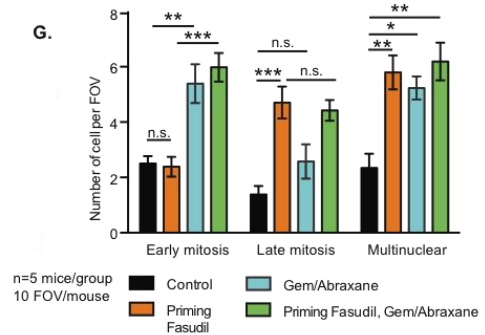 G.
Number of cell per FOV
8
6
4
2
0
** *** n.s.
n.s. *** n.s.
** * ** **
Early mitosis Late mitosis Multinuclear
n=5 mice/group
10 FOV/mouse
Control
Gem/Abraxane
Priming
Fasudil
Priming Fasudil, Gem/Abraxane